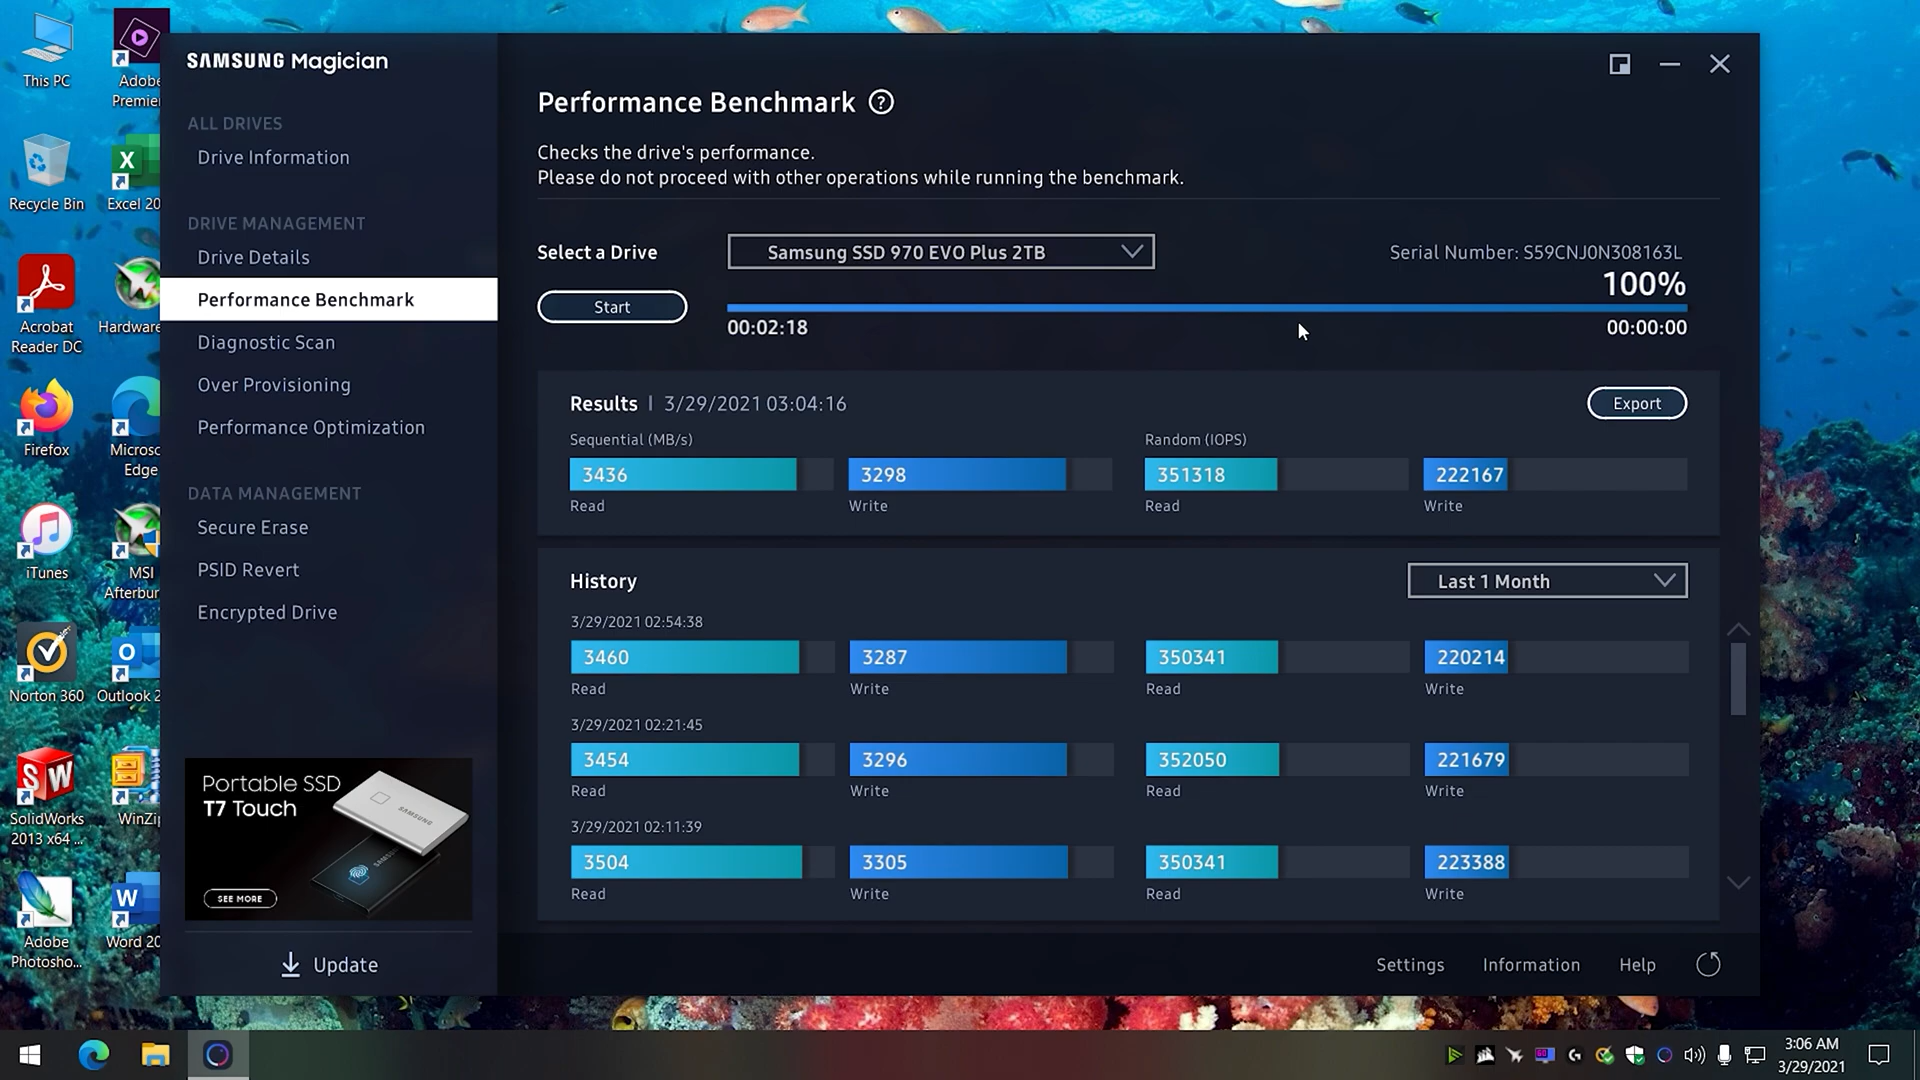 This PC
Adobe
Premier
Recycle Bin
Excel 20
Acrobat
Reader DC
Hardware
Firefox
Micros
Edge
iTunes
MSI
Afterbur
Norton 360
Outlook 2
SolidWorks
2013 x64 ...
WinZip
Adobe
Photosho...
Word 20
SAMSUNG Magician
ALL DRIVES
Drive Information
DRIVE MANAGEMENT
Drive Details
Performance Benchmark
Diagnostic Scan
Over Provisioning
Performance Optimization
DATA MANAGEMENT
Secure Erase
PSID Revert
Encrypted Drive
Portable SSD
T7 Touch
SAMSUNG
SEE MORE
Update
Performance Benchmark ?
Checks the drive's performance.
Please do not proceed with other operations while running the benchmark.
Select a Drive
Samsung SSD 970 EVO Plus 2TB
Serial Number: S59CNJ0N308163L
100%
Start
00:02:18
00:00:00
Results | 3/29/2021 03:04:16
Export
Sequential (MB/s)
Random (IOPS)
3436 3298 351318 222167
Read Write Read Write
History
Last 1 Month
3/29/2021 02:54:38
3460 3287 350341 220214
Read Write Read Write
3/29/2021 02:21:45
3454 3296 352050 221679
Read Write Read Write
3/29/2021 02:11:39
3504 3305 350341 223388
Read Write Read Write
Settings Information Help
3:06 AM
3/29/2021